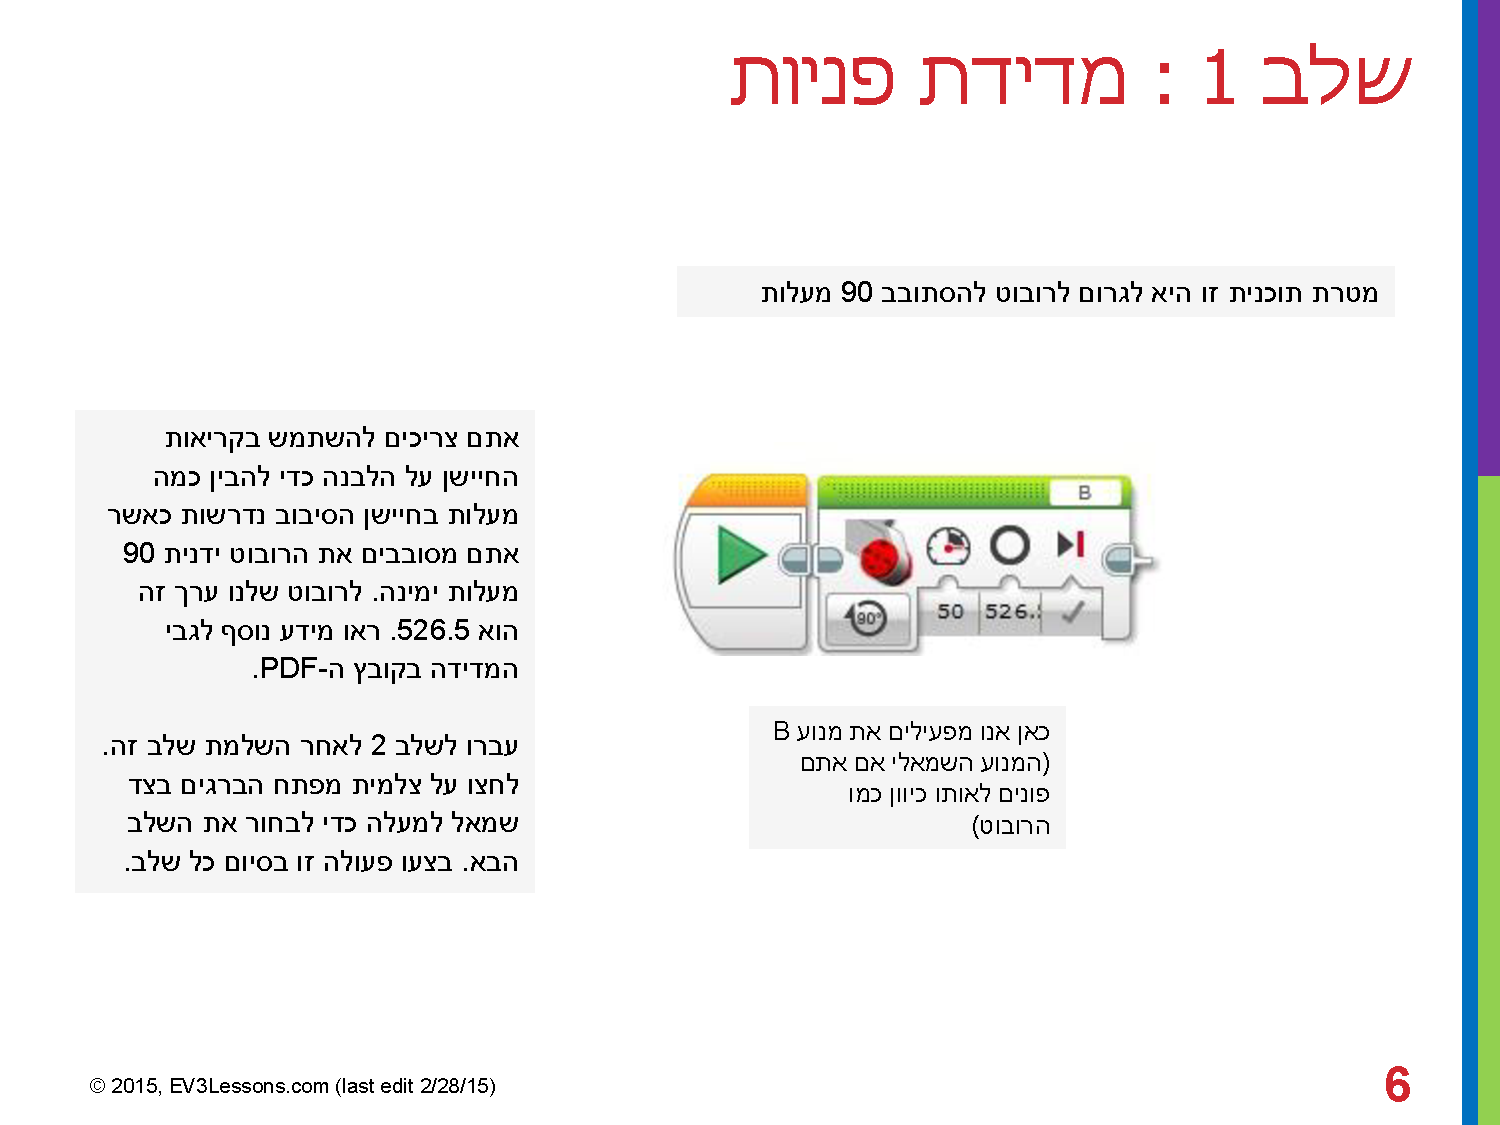 שלב 1 : מדידת פניות
מטרת תוכנית זו היא לגרום לרובוט להסתובב 90 מעלות
אתם צריכים להשתמש בקריאות
החיישן על הלבנה כדי להבין כמה
מעלות בחיישן הסיבוב נדרשות כאשר
אתם מסובבים את הרובוט ידנית 90
מעלות ימינה. לרובוט שלנו ערך זה
הוא 526.5. ראו מידע נוסף לגבי
המדידה בקובץ ה-PDF.
עברו לשלב 2 לאחר השלמת שלב זה.
לחצו על צלמית מפתח הברגים בצד
שמאל למעלה כדי לבחור את השלב
הבא. בצעו פעולה זו בסיום כל שלב.
B
90°
50 526.
כאן אנו מפעילים את מנוע B
(המנוע השמאלי אם אתם
פונים לאותו כיוון כמו
הרובוט)
© 2015, EV3Lessons.com (last edit 2/28/15)
6